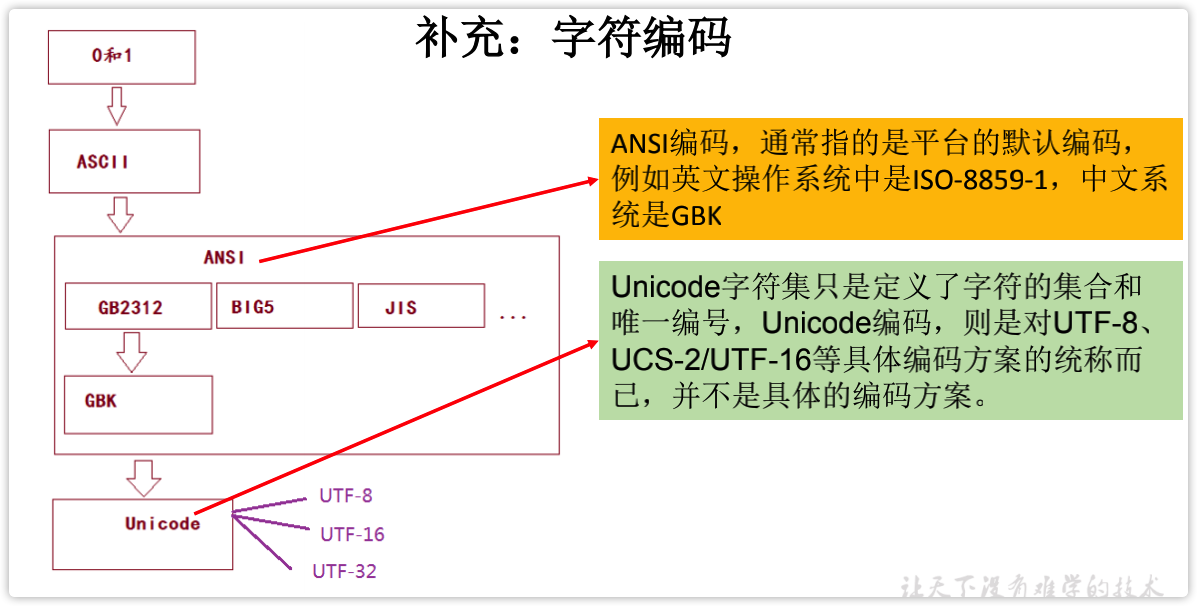 补充：字符编码
0和1
ASCII
ANSI
GB2312
BIG5
JIS
...
GBK
Unicode
UTF-8
UTF-16
UTF-32
ANSI编码，通常指的是平台的默认编码，
例如英文操作系统中是ISO-8859-1，中文系
统是GBK
Unicode字符集只是定义了字符的集合和
唯一编号，Unicode编码，则是对UTF-8、
UCS-2/UTF-16等具体编码方案的统称而
已，并不是具体的编码方案。
让天下没有难学的技术